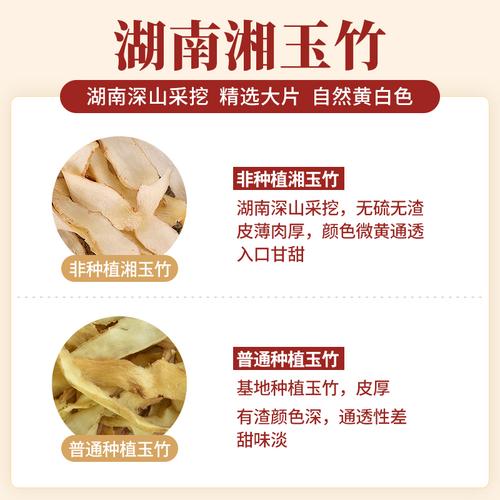 湖南湘玉竹
湖南深山采挖 精选大片 自然黄白色
非种植湘玉竹
湖南深山采挖，无硫无渣
皮薄肉厚，颜色微黄通透
入口甘甜
非种植湘玉竹
普通种植玉竹
基地种植玉竹，皮厚
有渣颜色深，通透性差
甜味淡
普通种植玉竹